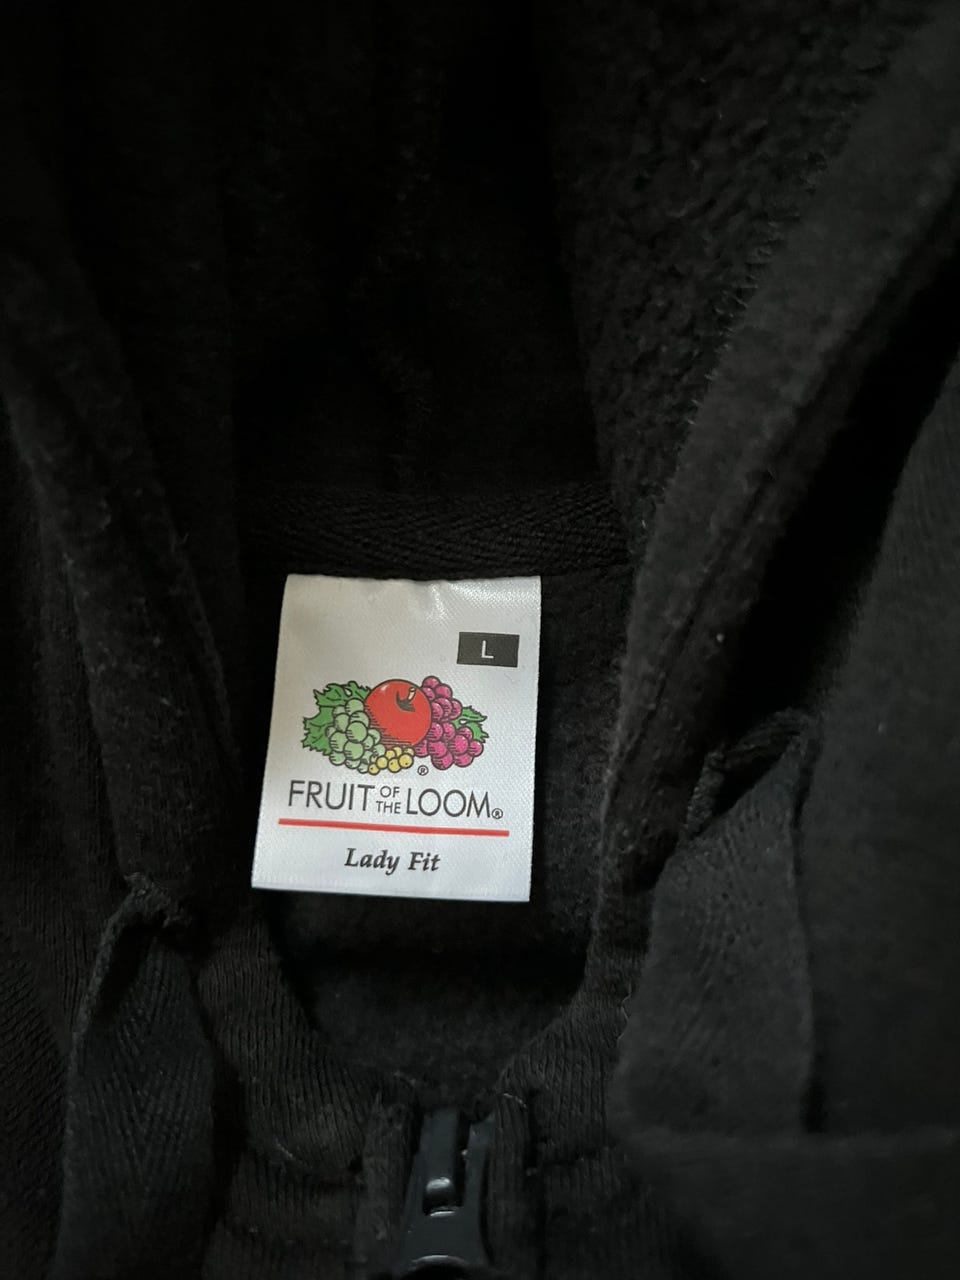 L
®
FRUIT OF THE LOOM®
Lady Fit